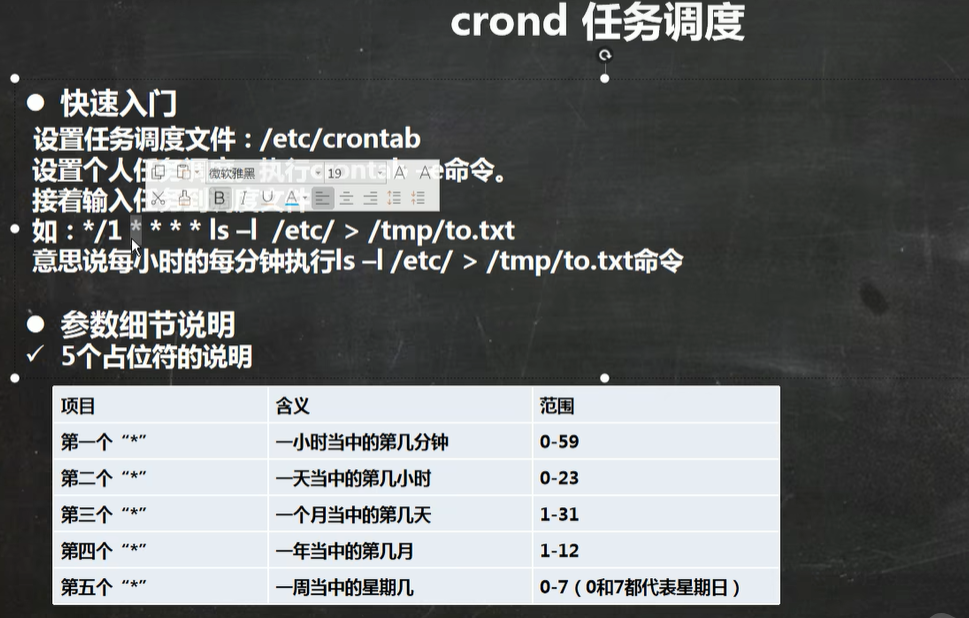 crond 任务调度
● 快速入门
设置任务调度文件：/etc/crontab
设置个人任务调度。执行crontab –e命令。
微软雅黑 19
接着输入任务到调度文件
B I U A
如：*/1 * * * * ls –l /etc/ > /tmp/to.txt
意思说每小时的每分钟执行ls –l /etc/ > /tmp/to.txt命令
● 参数细节说明
✓ 5个占位符的说明
项目 含义 范围
第一个“*” 一小时当中的第几分钟 0-59
第二个“*” 一天当中的第几小时 0-23
第三个“*” 一个月当中的第几天 1-31
第四个“*” 一年当中的第几月 1-12
第五个“*” 一周当中的星期几 0-7（0和7都代表星期日）